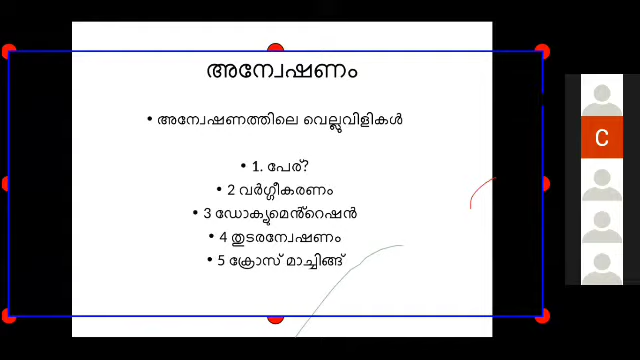 അന്വേഷണം
• അന്വേഷണത്തിലെ വെല്ലുവിളികൾ
• 1. പേര്?
• 2 വർഗ്ഗീകരണം
• 3 ഡോക്യുമെൻ്റെഷൻ
• 4 തുടരന്വേഷണം
• 5 ക്രോസ് മാച്ചിങ്ങ്
C